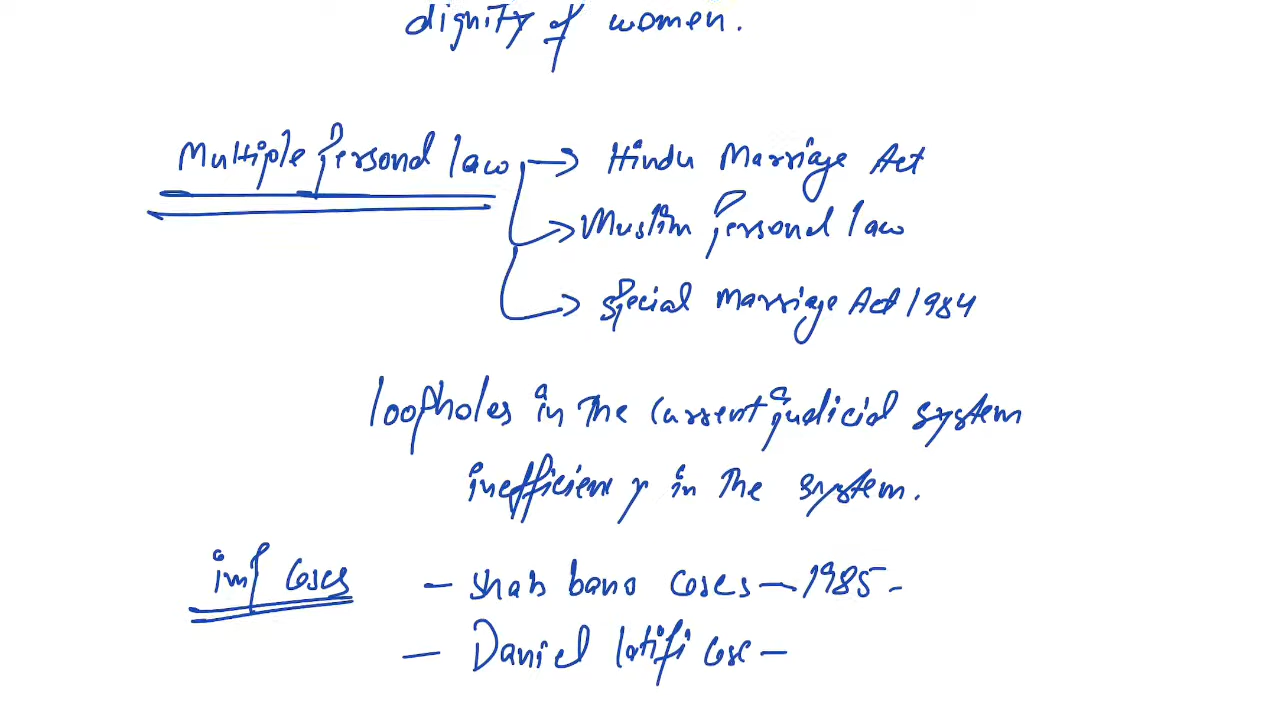 dignity of women.
Multiple Personal law → Hindu Marriage Act
→ Muslim Personal law
→ Special Marriage Act 1984
loopholes in the current judicial system
inefficiency in the system.
imp Cases - Shah bano Cases - 1985 -
- Daniel latifi Case -